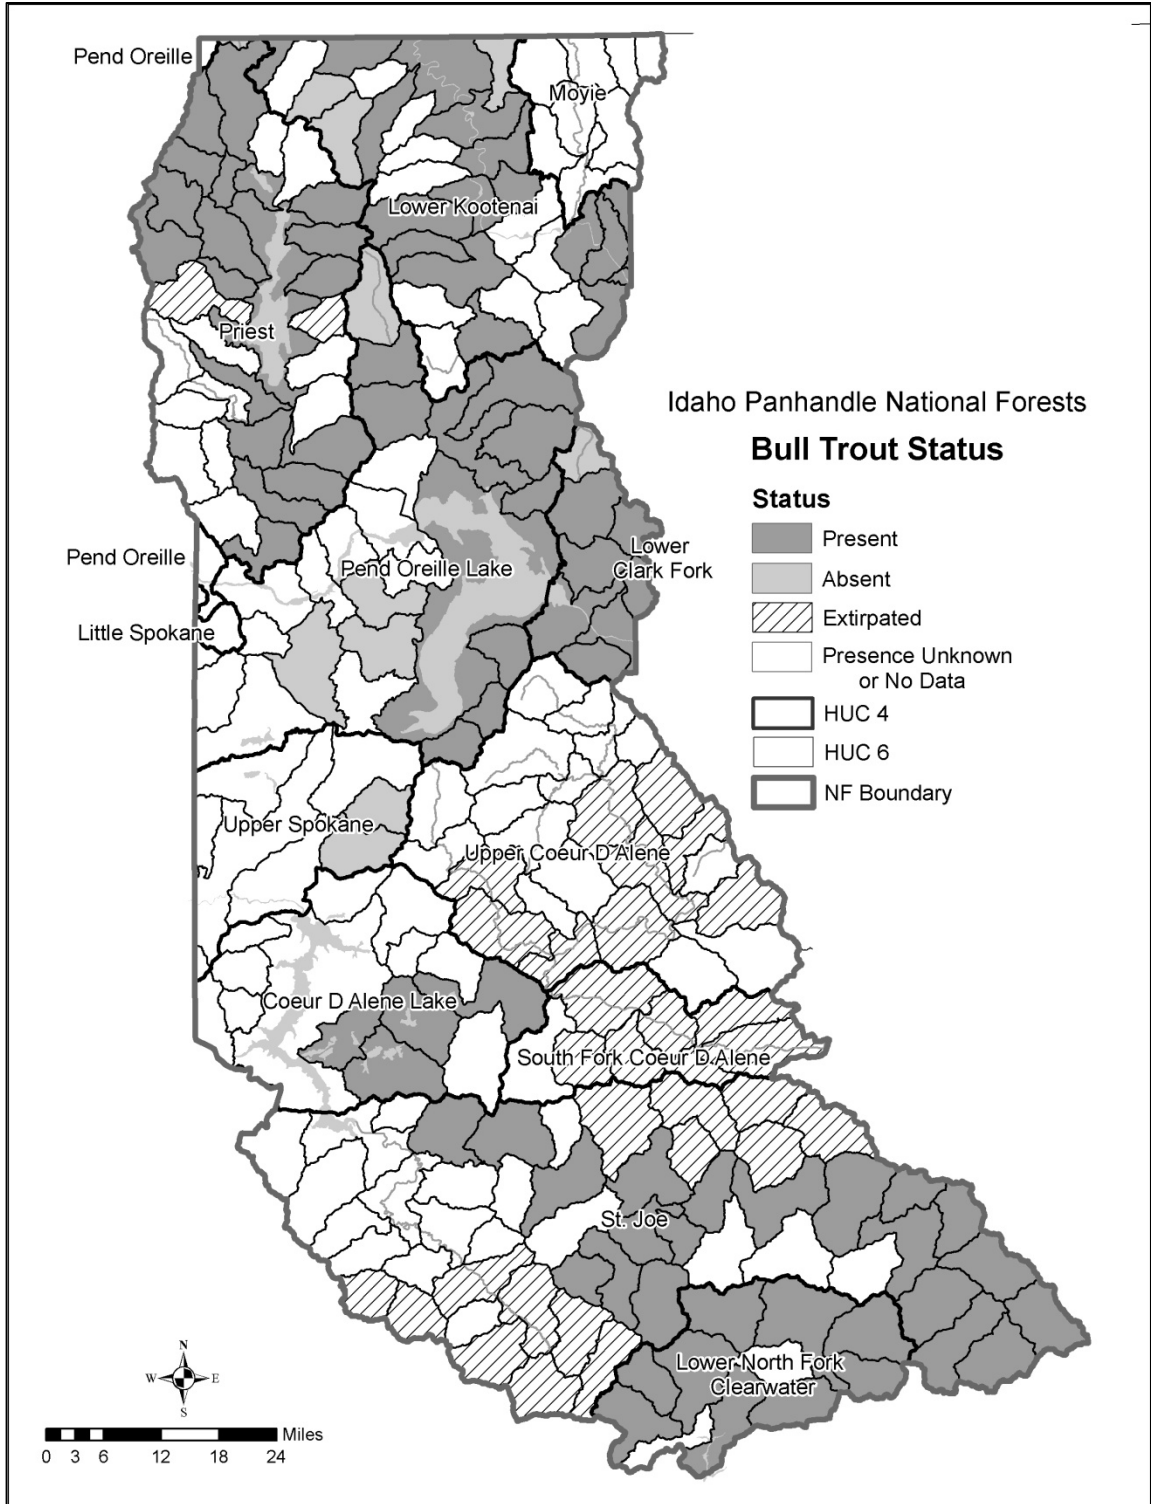 Pend Oreille
Moyie
Lower Kootenai
Priest
Idaho Panhandle National Forests
Bull Trout Status
Status
Present
Absent
Extirpated
Presence Unknown
or No Data
HUC 4
HUC 6
NF Boundary
Lower
Clark Fork
Pend Oreille
Pend Oreille Lake
Little Spokane
Upper Spokane
Upper Coeur D'Alene
Coeur D Alene Lake
South Fork Coeur D Alene
St. Joe
Lower North Fork
Clearwater
N
W E
S
Miles
0 3 6 12 18 24